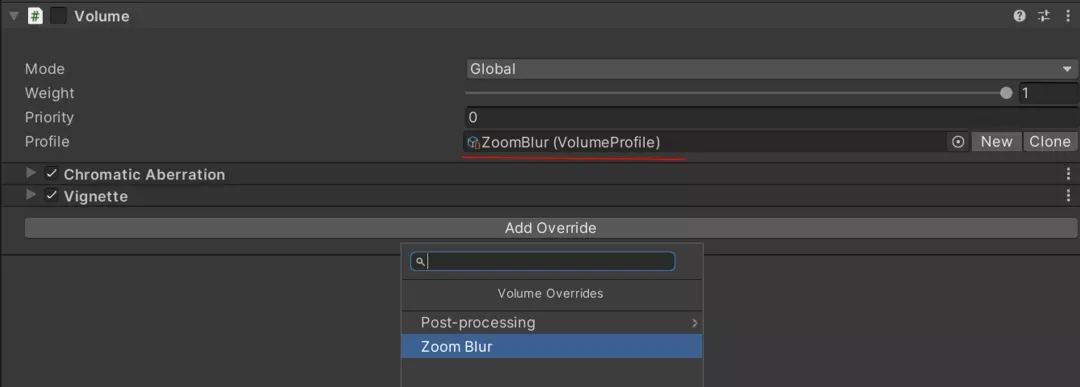 # Volume
Mode Global
Weight 1
Priority 0
Profile ZoomBlur (VolumeProfile) New Clone
Chromatic Aberration
Vignette
Add Override
Volume Overrides
Post-processing
Zoom Blur